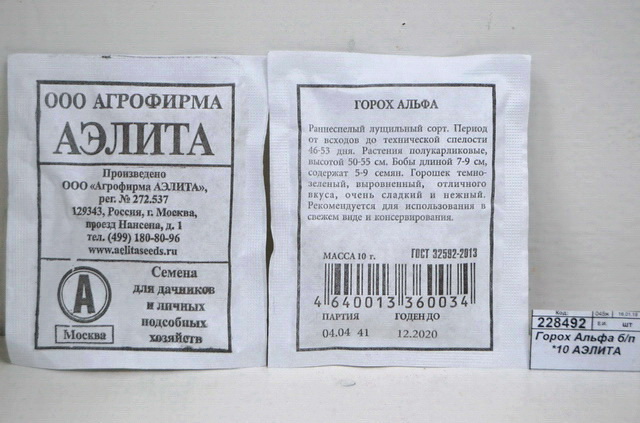 ООО АГРОФИРМА
АЭЛИТА
Произведено
ООО «Агрофирма АЭЛИТА»,
рег. № 272.537
129343, Россия, г. Москва,
проезд Нансена, д. 1
тел. (499) 180-80-96
www.aelitaseeds.ru
А
Москва
Семена
для дачников
и личных
подсобных
хозяйств
ГОРОХ АЛЬФА
Раннеспелый лущильный сорт. Период
от всходов до технической спелости
46-53 дня. Растения полукарликовые,
высотой 50-55 см. Бобы длиной 7-9 см,
содержат 5-9 семян. Горошек темно-
зеленый, выровненный, отличного
вкуса, очень сладкий и нежный.
Рекомендуется для использования в
свежем виде и консервирования.
МАССА 10 г. ГОСТ 32592-2013
4 640013 360034
ПАРТИЯ ГОДЕН ДО
04.04 41 12.2020
Код:
228492 шт
Горох Альфа б/п
*10 АЭЛИТА